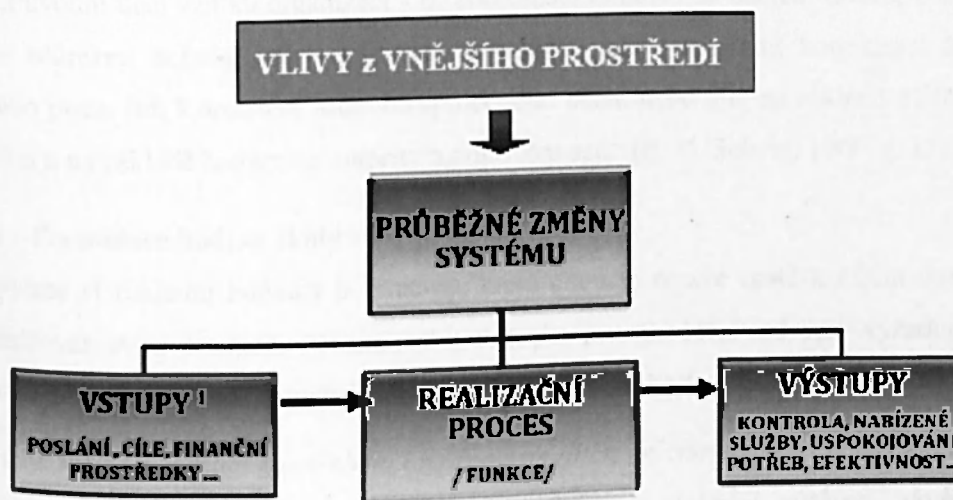 VLIVY z VNĚJŠÍHO PROSTŘEDÍ
PRŮBĚŽNÉ ZMĚNY
SYSTÉMU
VSTUPY 1
POSLÁNÍ, CÍLE, FINANČNÍ
PROSTŘEDKY...
REALIZAČNÍ
PROCES
/FUNKCE/
VÝSTUPY
KONTROLA, NABÍZENÉ
SLUŽBY, USPOKOJOVÁNÍ
POTŘEB, EFEKTIVNOST...